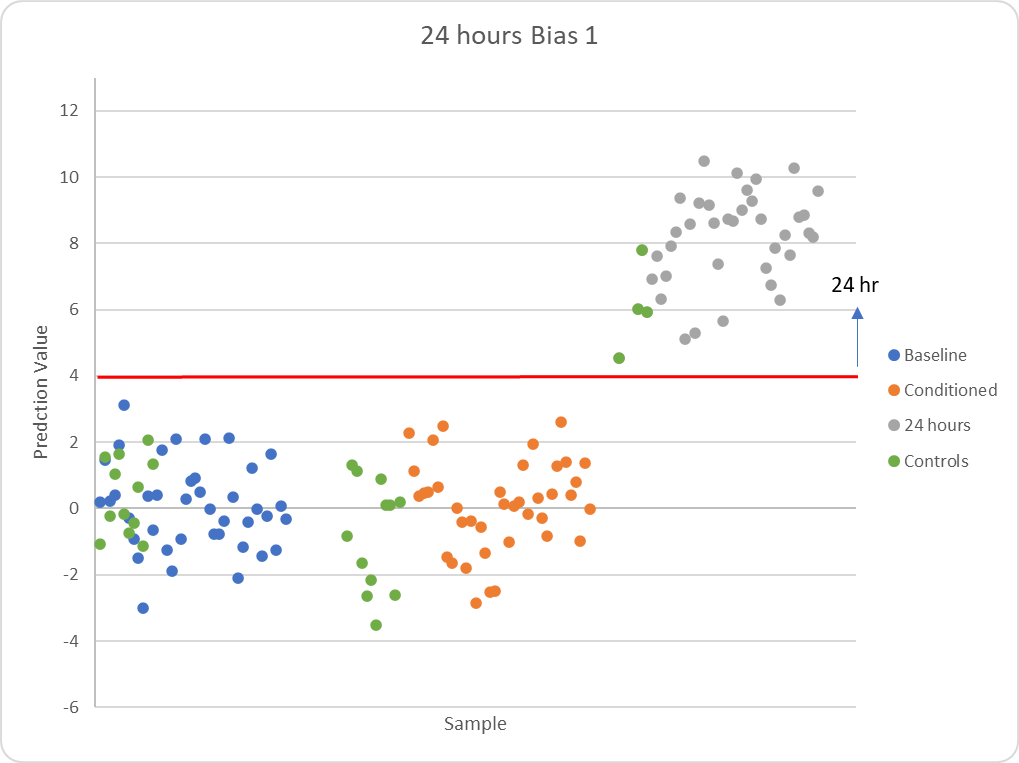 24 hours Bias 1
12
10
8
6
4
2
0
-2
-4
-6
Prediction Value
Sample
24 hr
Baseline
Conditioned
24 hours
Controls